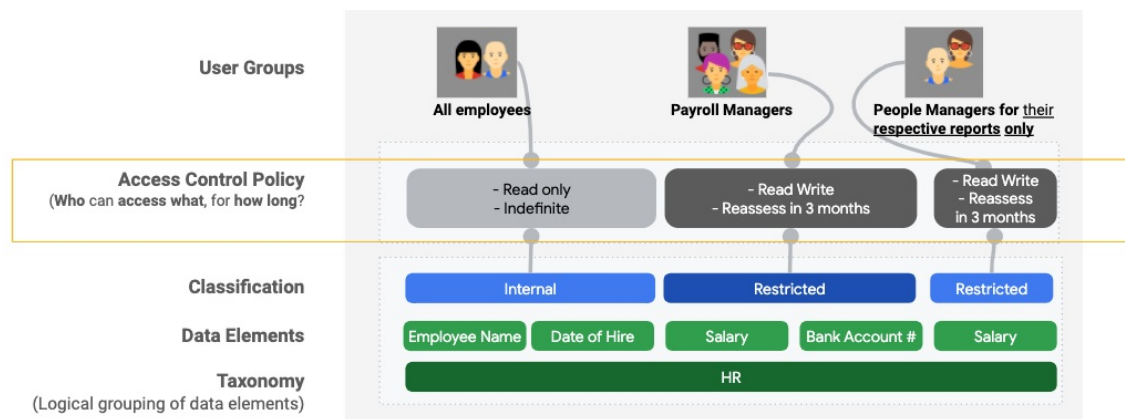 User Groups
All employees
Payroll Managers
People Managers for their
respective reports only
Access Control Policy
(Who can access what, for how long?
- Read only
- Indefinite
- Read Write
- Reassess in 3 months
- Read Write
- Reassess
in 3 months
Classification
Internal
Restricted
Restricted
Data Elements
Employee Name
Date of Hire
Salary
Bank Account #
Salary
Taxonomy
(Logical grouping of data elements)
HR